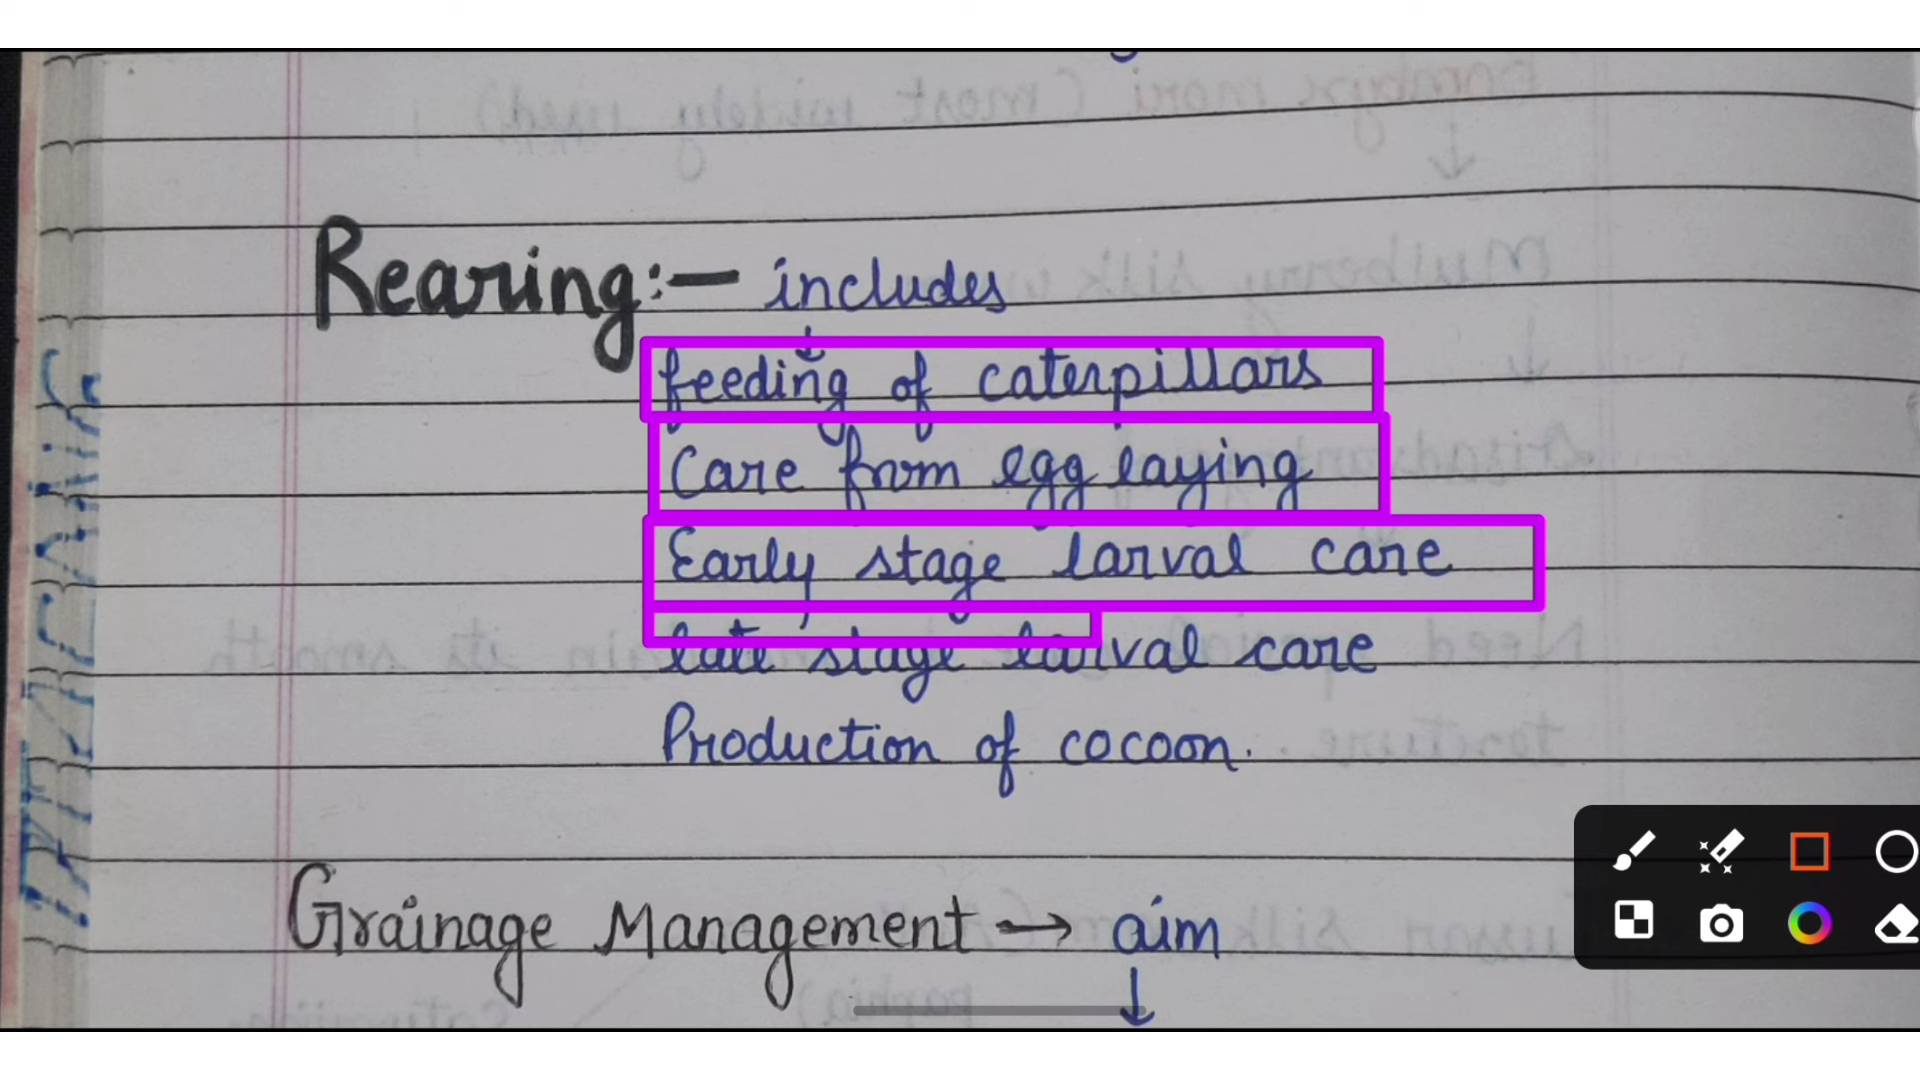 Rearing:— includes
↓
feeding of caterpillars
Care from egg laying
Early stage larval care
late stage larval care
Production of cocoon.
Grainage Management → aim
↓